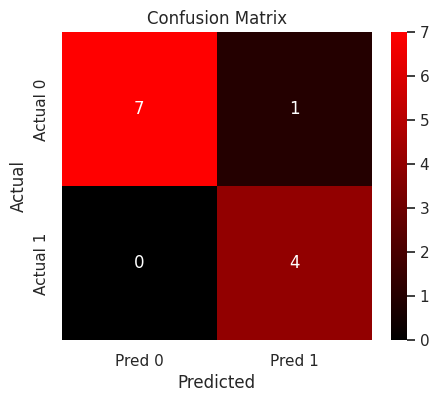 Confusion Matrix
7
6
5
4
3
2
1
0
Actual
Actual 0
Actual 1
7 1
0 4
Pred 0 Pred 1
Predicted